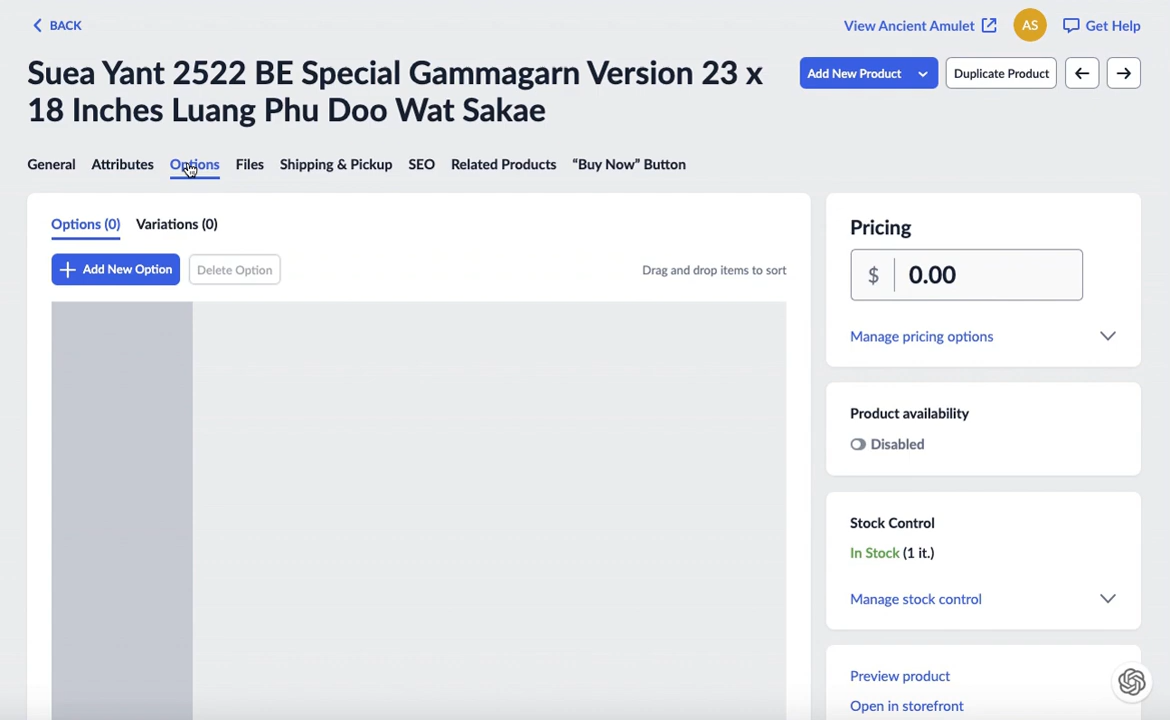 BACK
View Ancient Amulet
AS
Get Help
Suea Yant 2522 BE Special Gammagarn Version 23 x
18 Inches Luang Phu Doo Wat Sakae
Add New Product
Duplicate Product
General Attributes Options Files Shipping & Pickup SEO Related Products “Buy Now” Button
Options (0) Variations (0)
Add New Option
Delete Option
Drag and drop items to sort
Pricing
$ 0.00
Manage pricing options
Product availability
Disabled
Stock Control
In Stock (1 it.)
Manage stock control
Preview product
Open in storefront